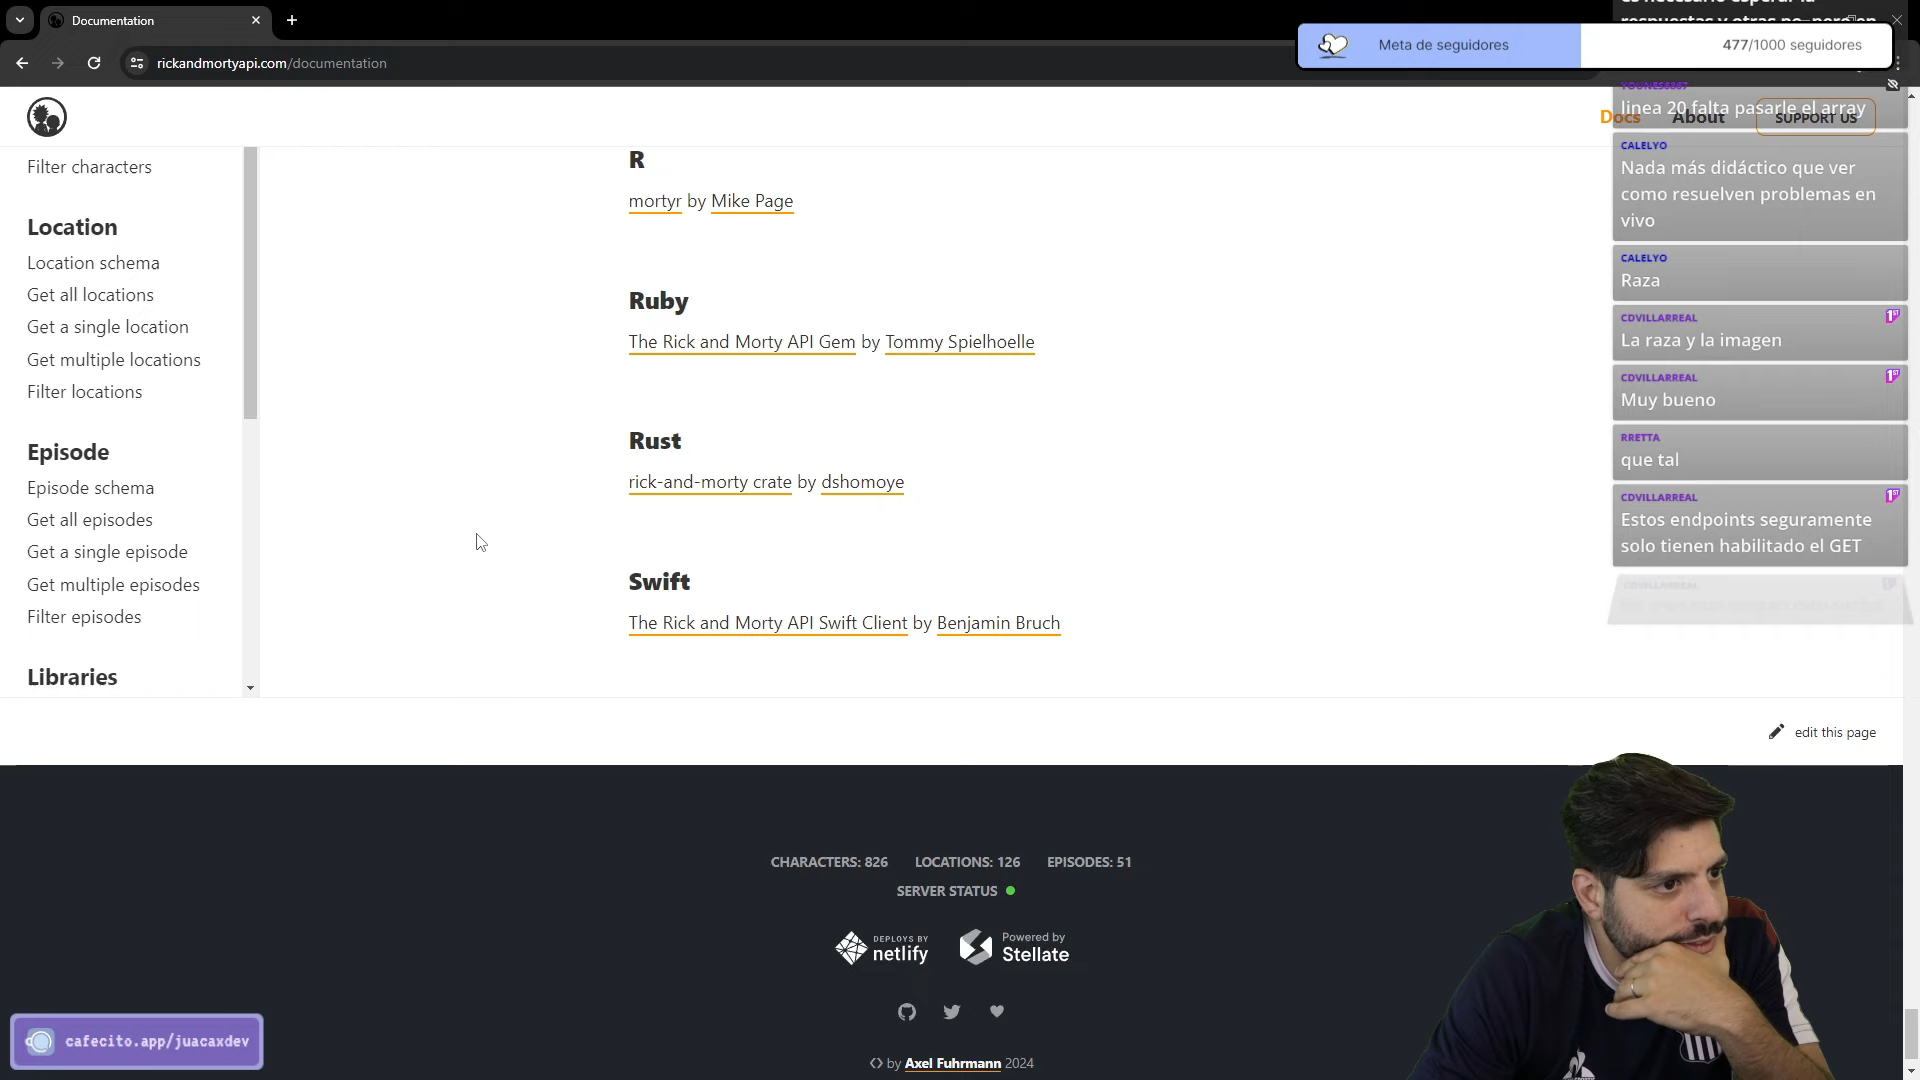 Documentation
rickandmortyapi.com/documentation
Meta de seguidores
477/1000 seguidores
Docs
About
SUPPORT US
Filter characters
Location
Location schema
Get all locations
Get a single location
Get multiple locations
Filter locations
Episode
Episode schema
Get all episodes
Get a single episode
Get multiple episodes
Filter episodes
Libraries
R
mortyr by Mike Page
Ruby
The Rick and Morty API Gem by Tommy Spielhoelle
Rust
rick-and-morty crate by dshomoye
Swift
The Rick and Morty API Swift Client by Benjamin Bruch
linea 20 falta pasarle el array
CALELYO
Nada más didáctico que ver
como resuelven problemas en
vivo
CALELYO
Raza
CDVILLARREAL
La raza y la imagen
CDVILLARREAL
Muy bueno
RRETTA
que tal
CDVILLARREAL
Estos endpoints seguramente
solo tienen habilitado el GET
CDVILLARREAL
edit this page
CHARACTERS: 826
LOCATIONS: 126
EPISODES: 51
SERVER STATUS
DEPLOYS BY
netlify
Powered by
Stellate
<> by Axel Fuhrmann 2024
cafecito.app/juacaxdev